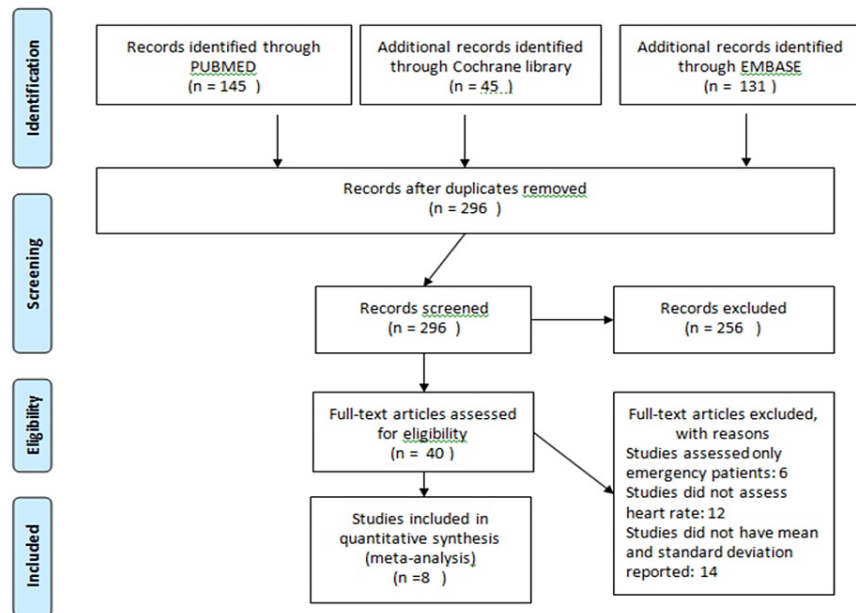 Identification
Records identified through
PUBMED
(n = 145 )
Additional records identified
through Cochrane library
(n = 45 )
Additional records identified
through EMBASE
(n = 131 )
Records after duplicates removed
(n = 296 )
Screening
Records screened
(n = 296 )
Records excluded
(n = 256 )
Eligibility
Full-text articles assessed
for eligibility
(n = 40 )
Full-text articles excluded,
with reasons
Studies assessed only
emergency patients: 6
Studies did not assess
heart rate: 12
Studies did not have mean
and standard deviation
reported: 14
Included
Studies included in
quantitative synthesis
(meta-analysis)
(n =8 )